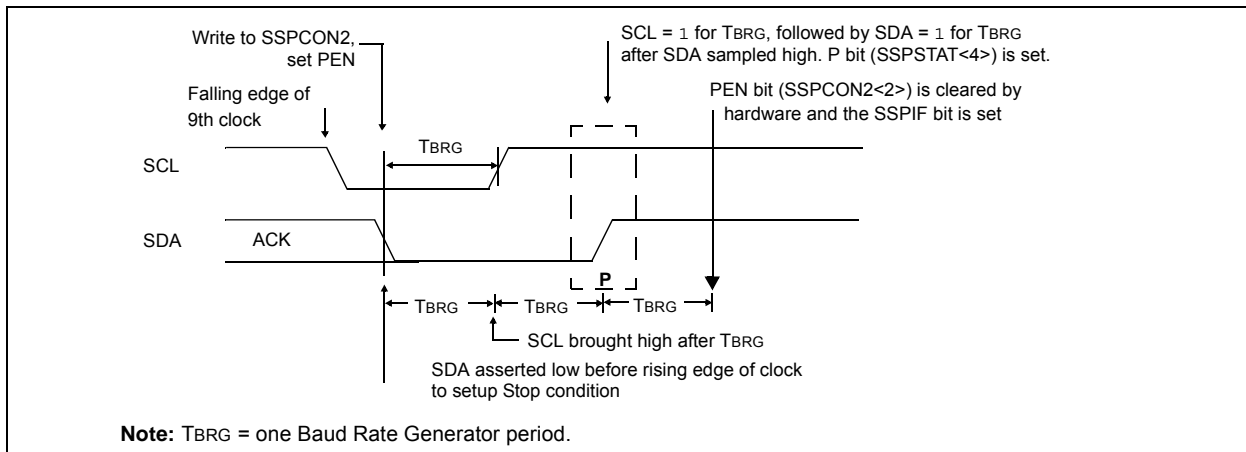 Write to SSPCON2,
set PEN
SCL = 1 for TBRG, followed by SDA = 1 for TBRG
after SDA sampled high. P bit (SSPSTAT<4>) is set.
Falling edge of
9th clock
PEN bit (SSPCON2<2>) is cleared by
hardware and the SSPIF bit is set
TBRG
SCL
SDA
ACK
P
TBRG
TBRG
TBRG
SCL brought high after TBRG
SDA asserted low before rising edge of clock
to setup Stop condition
Note: TBRG = one Baud Rate Generator period.